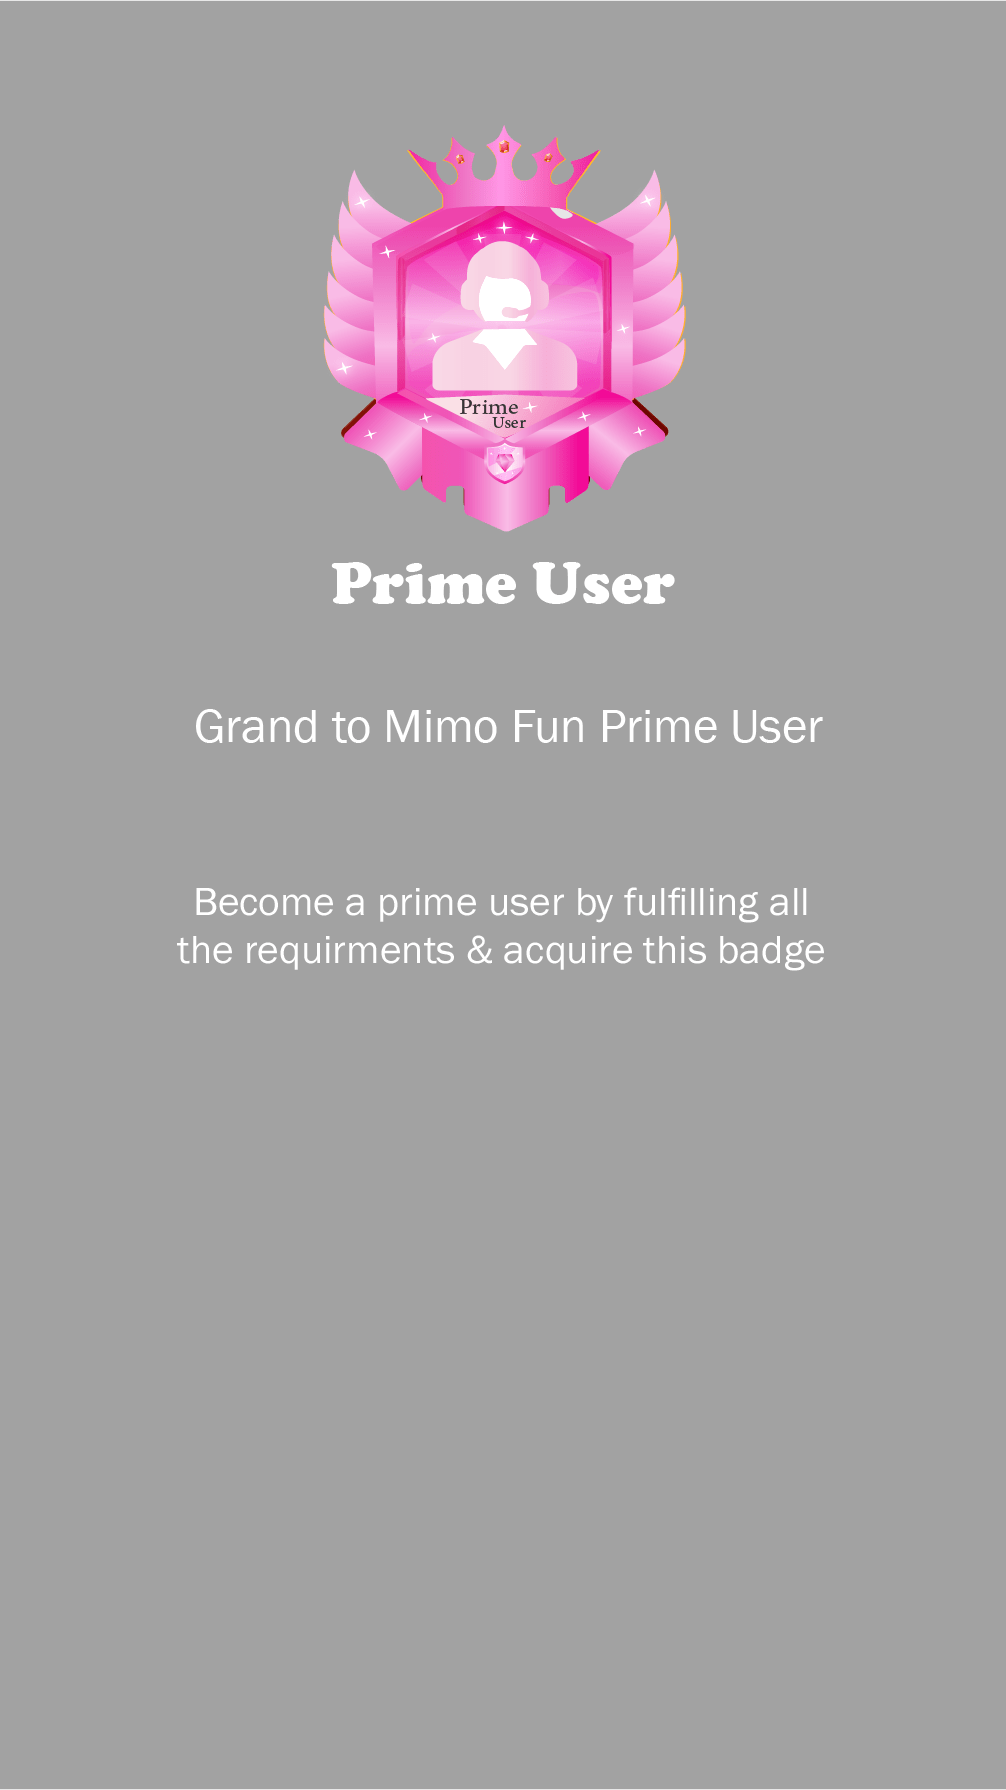 Prime
User
Prime User
Grand to Mimo Fun Prime User
Become a prime user by fulfilling all
the requirments & acquire this badge